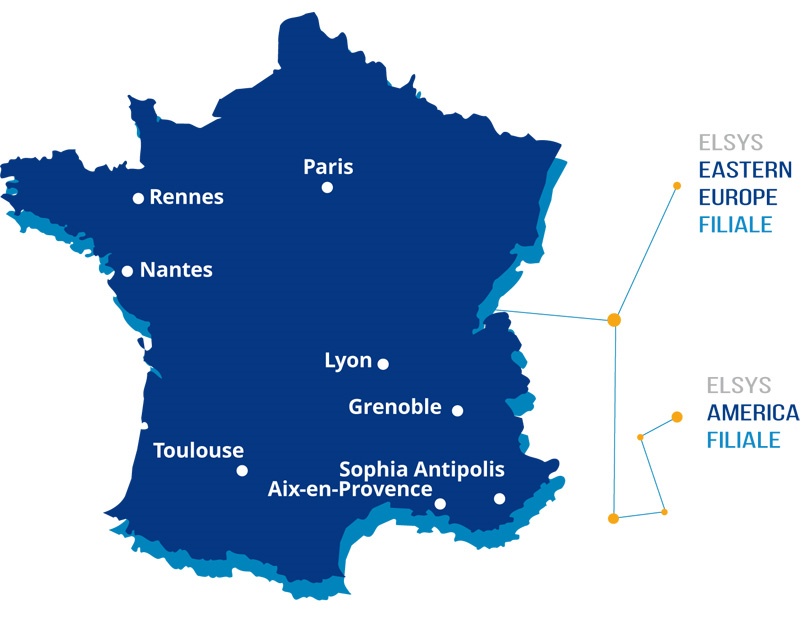 Paris
Rennes
Nantes
Lyon
Grenoble
Toulouse
Sophia Antipolis
Aix-en-Provence
ELSYS
EASTERN
EUROPE
FILIALE
ELSYS
AMERICA
FILIALE